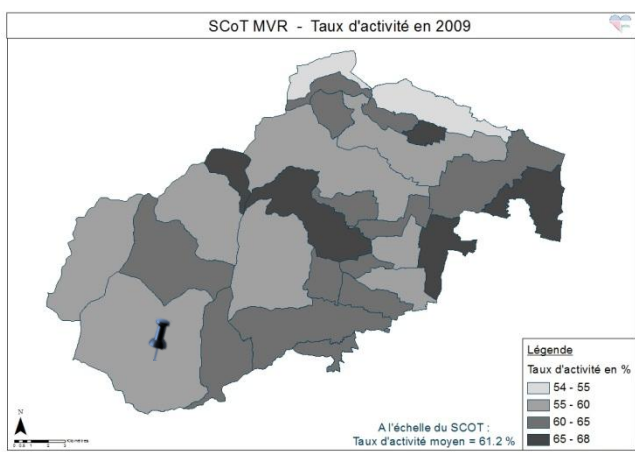 SCoT MVR - Taux d'activité en 2009
N
Légende
Taux d'activité en %
54 - 55
55 - 60
60 - 65
65 - 68
A l'échelle du SCOT :
Taux d'activité moyen = 61.2 %